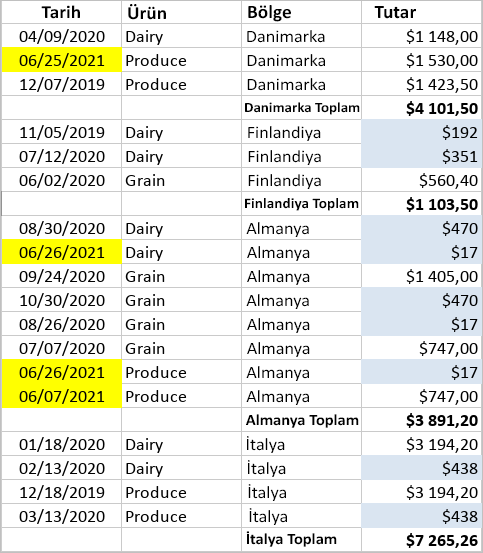 Tarih Ürün Bölge Tutar
04/09/2020 Dairy Danimarka $1 148,00
06/25/2021 Produce Danimarka $1 530,00
12/07/2019 Produce Danimarka $1 423,50
Danimarka Toplam $4 101,50
11/05/2019 Dairy Finlandiya $192
07/12/2020 Dairy Finlandiya $351
06/02/2020 Grain Finlandiya $560,40
Finlandiya Toplam $1 103,50
08/30/2020 Dairy Almanya $470
06/26/2021 Dairy Almanya $17
09/24/2020 Grain Almanya $1 405,00
10/30/2020 Grain Almanya $470
08/26/2020 Grain Almanya $17
07/07/2020 Grain Almanya $747,00
06/26/2021 Produce Almanya $17
06/07/2021 Produce Almanya $747,00
Almanya Toplam $3 891,20
01/18/2020 Dairy İtalya $3 194,20
02/13/2020 Dairy İtalya $438
12/18/2019 Produce İtalya $3 194,20
03/13/2020 Produce İtalya $438
İtalya Toplam $7 265,26